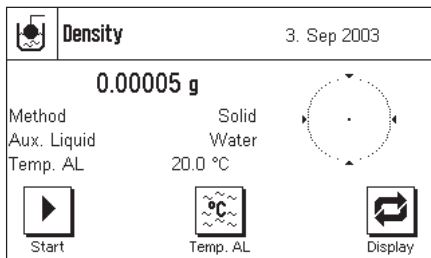 Density 3. Sep 2003
0.00005 g
Method Solid
Aux. Liquid Water
Temp. AL 20.0 °C
°C
Start Temp. AL Display